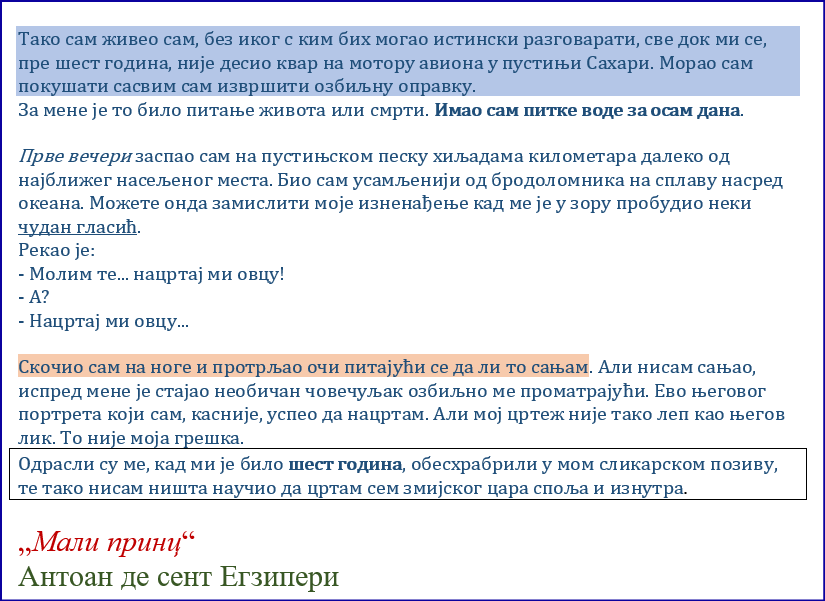 Тако сам живео сам, без иког с ким бих могао истински разговарати, све док ми се,
пре шест година, није десио квар на мотору авиона у пустињи Сахари. Морао сам
покушати сасвим сам извршити озбиљну оправку.
За мене је то било питање живота или смрти. Имао сам питке воде за осам дана.
Прве вечери заспао сам на пустињском песку хиљадама километара далеко од
најближег насељеног места. Био сам усамљенији од бродоломника на сплаву насред
океана. Можете онда замислити моје изненађење кад ме је у зору пробудио неки
чудан гласић.
Рекао је:
- Молим те... нацртај ми овцу!
- А?
- Нацртај ми овцу...
Скочио сам на ноге и протрљао очи питајући се да ли то сањам. Али нисам сањао,
испред мене је стајао необичан човечуљак озбиљно ме проматрајући. Ево његовог
портрета који сам, касније, успео да нацртам. Али мој цртеж није тако леп као његов
лик. То није моја грешка.
Одрасли су ме, кад ми је било шест година, обесхрабрили у мом сликарском позиву,
те тако нисам ништа научио да цртам сем змијског цара споља и изнутра.
„Мали принц“
Антоан де сент Егзипери